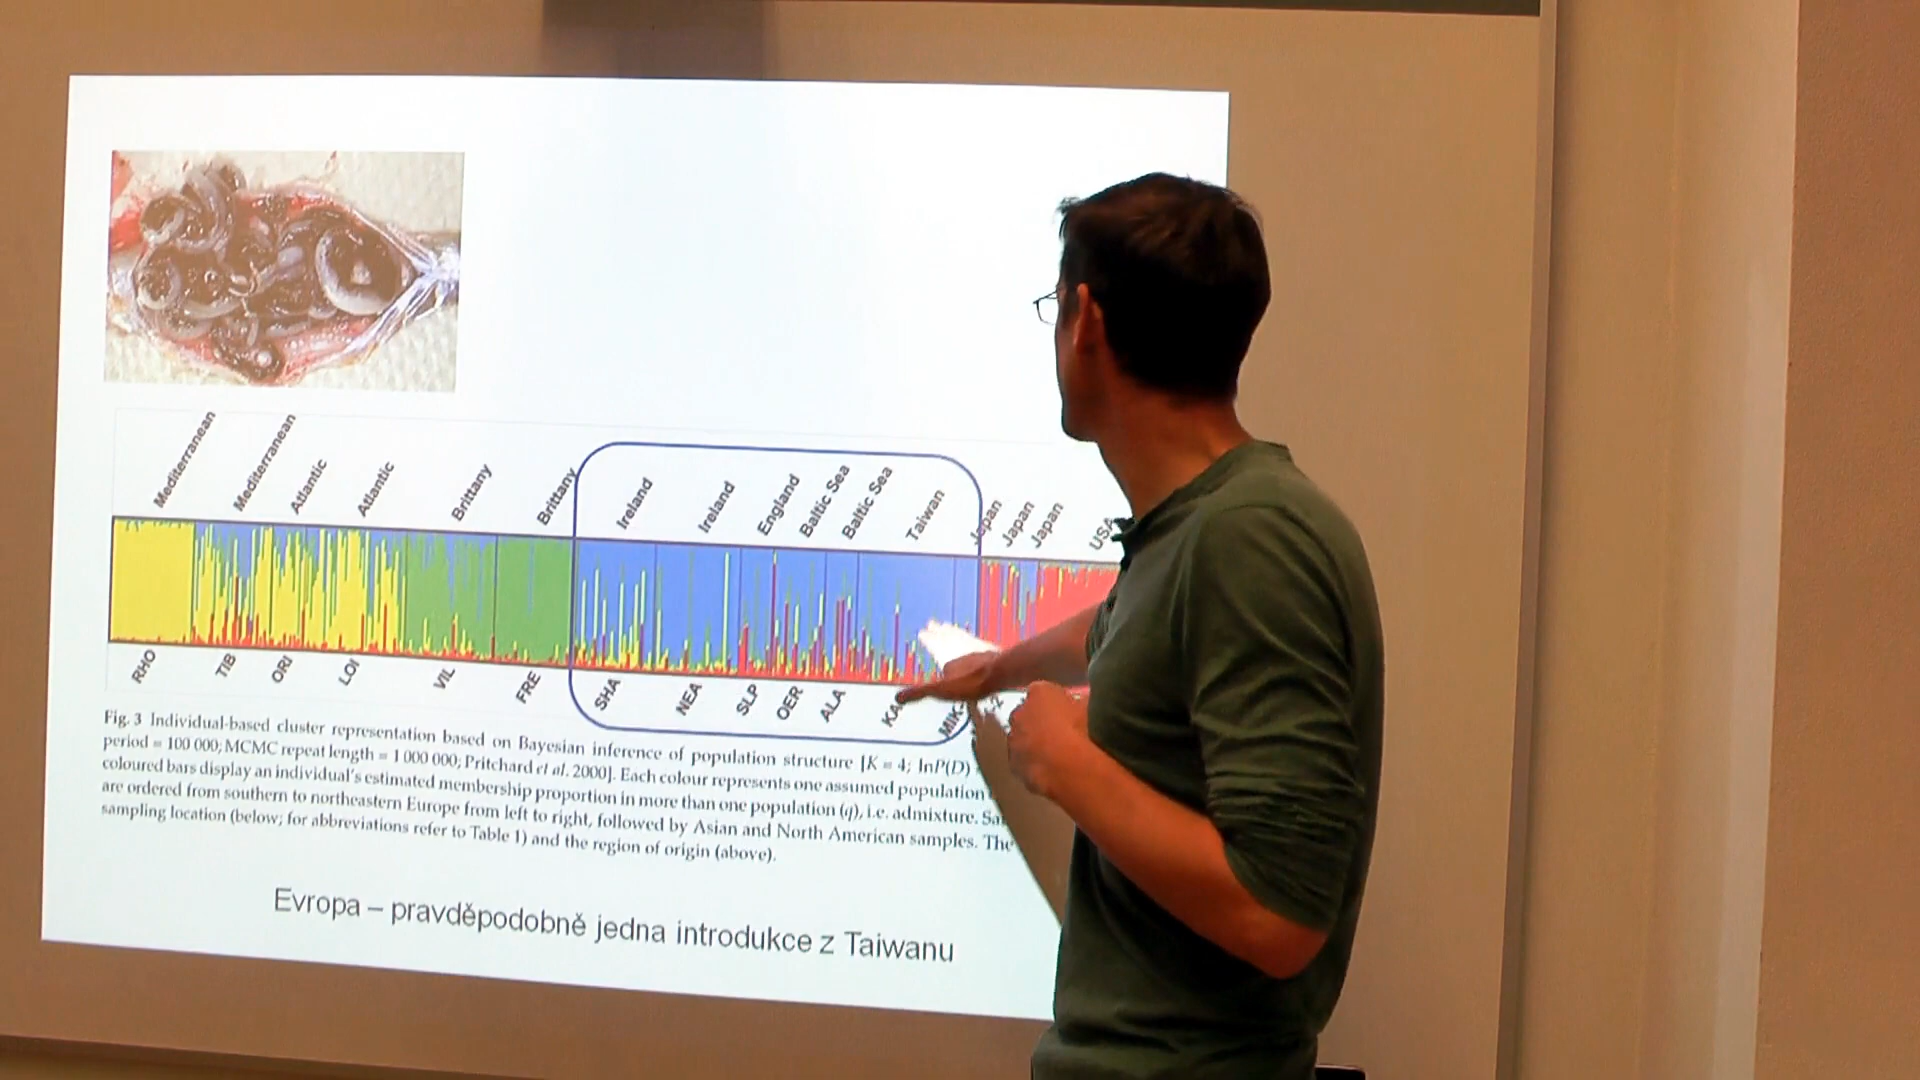 Mediterranean
Mediterranean
Atlantic
Atlantic
Brittany
Brittany
Ireland
Ireland
England
Baltic Sea
Baltic Sea
Taiwan
Japan
Japan
Japan
USA
RHO
TIB
ORI
LOI
VIL
FRE
SHA
NEA
SLP
OER
ALA
Fig. 3 Individual-based cluster representation based on Bayesian inference of population structure [K = 4; lnP(D)
period = 100 000; MCMC repeat length = 1 000 000; Pritchard et al. 2000]. Each colour represents one assumed population
coloured bars display an individual's estimated membership proportion in more than one population (q), i.e. admixture.
are ordered from southern to northeastern Europe from left to right, followed by Asian and North American samples. The
sampling location (below; for abbreviations refer to Table 1) and the region of origin (above).
Evropa – pravděpodobně jedna introdukce z Taiwanu